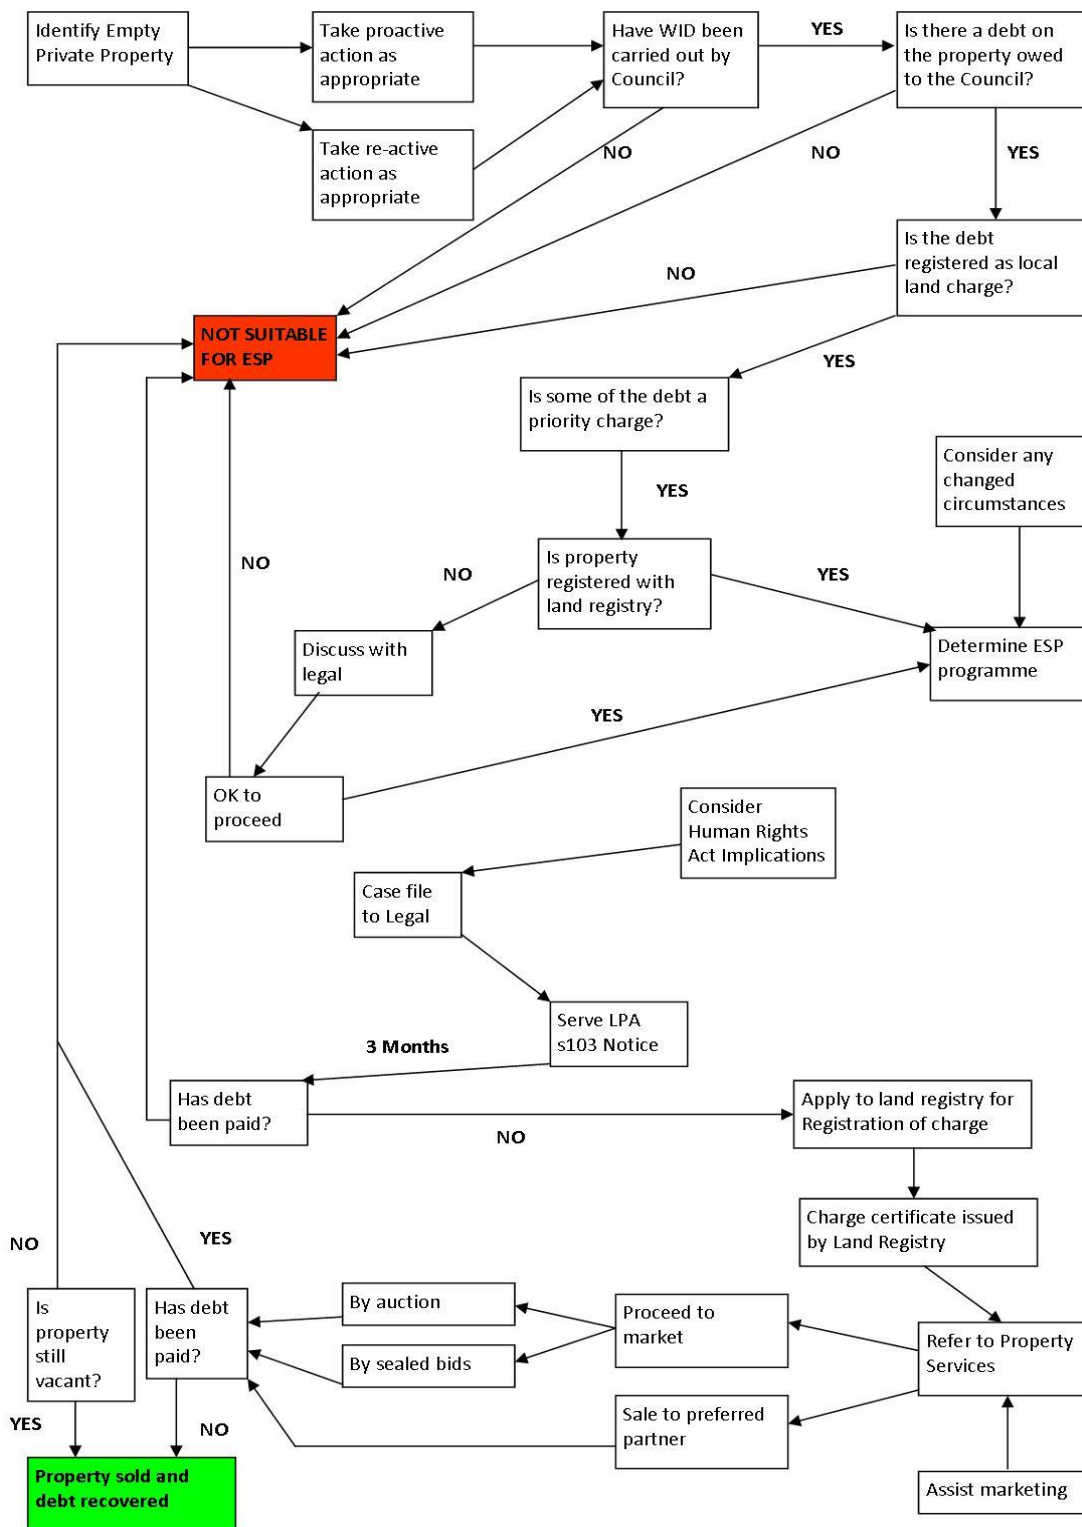 Identify Empty
Private Property
Take proactive
action as
appropriate
Have WID been
carried out by
Council?
YES
Is there a debt on
the property owed
to the Council?
Take re-active
action as
appropriate
NO
NO
YES
Is the debt
registered as local
land charge?
NO
NOT SUITABLE
FOR ESP
YES
Is some of the debt a
priority charge?
Consider any
changed
circumstances
YES
NO
Is property
registered with
land registry?
NO
YES
Discuss with
legal
Determine ESP
programme
YES
OK to
proceed
Consider
Human Rights
Act Implications
Case file
to Legal
Serve LPA
s103 Notice
3 Months
Has debt
been paid?
NO
Apply to land registry for
Registration of charge
Charge certificate issued
by Land Registry
NO
YES
Is
property
still
vacant?
Has debt
been
paid?
By auction
By sealed bids
Proceed to
market
Refer to Property
Services
Sale to preferred
partner
YES
NO
Property sold and
debt recovered
Assist marketing